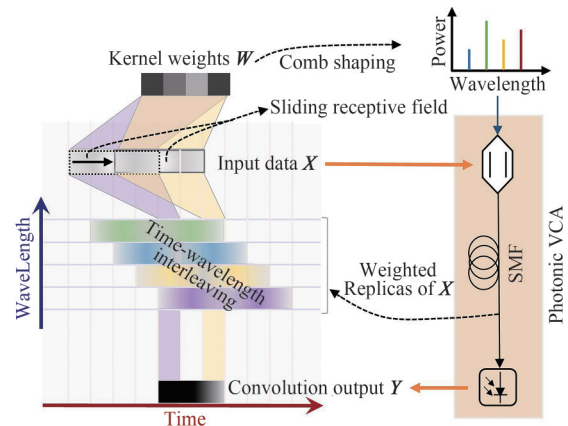 Kernel weights W
Comb shaping
Power
Wavelength
Sliding receptive field
Input data X
WaveLength
Time-wavelength
interleaving
Weighted
Replicas of X
SMF
Photonic VCA
Convolution output Y
Time